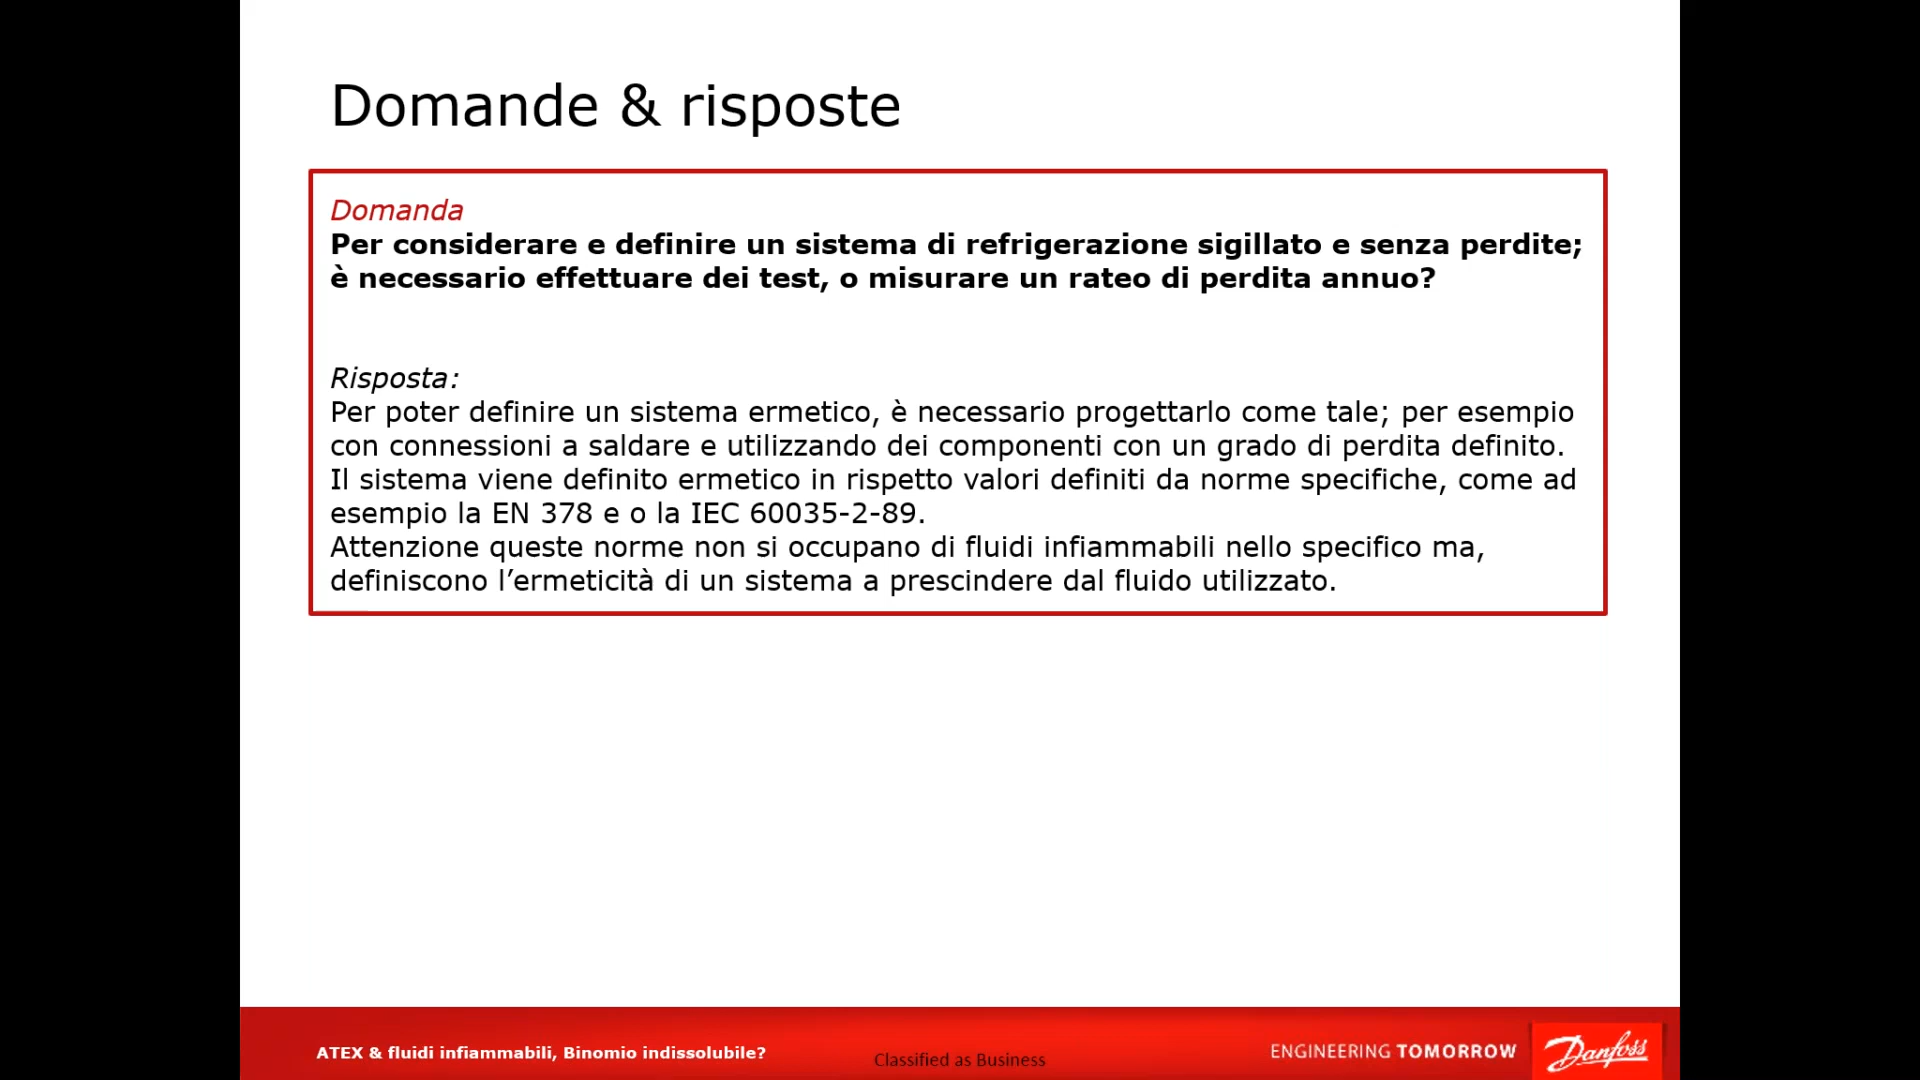 Domande & risposte
Domanda
Per considerare e definire un sistema di refrigerazione sigillato e senza perdite;
è necessario effettuare dei test, o misurare un rateo di perdita annuo?
Risposta:
Per poter definire un sistema ermetico, è necessario progettarlo come tale; per esempio
con connessioni a saldare e utilizzando dei componenti con un grado di perdita definito.
Il sistema viene definito ermetico in rispetto valori definiti da norme specifiche, come ad
esempio la EN 378 e o la IEC 60035-2-89.
Attenzione queste norme non si occupano di fluidi infiammabili nello specifico ma,
definiscono l’ermeticità di un sistema a prescindere dal fluido utilizzato.
ATEX & fluidi infiammabili, Binomio indissolubile?
Classified as Business
ENGINEERING TOMORROW
Danfoss